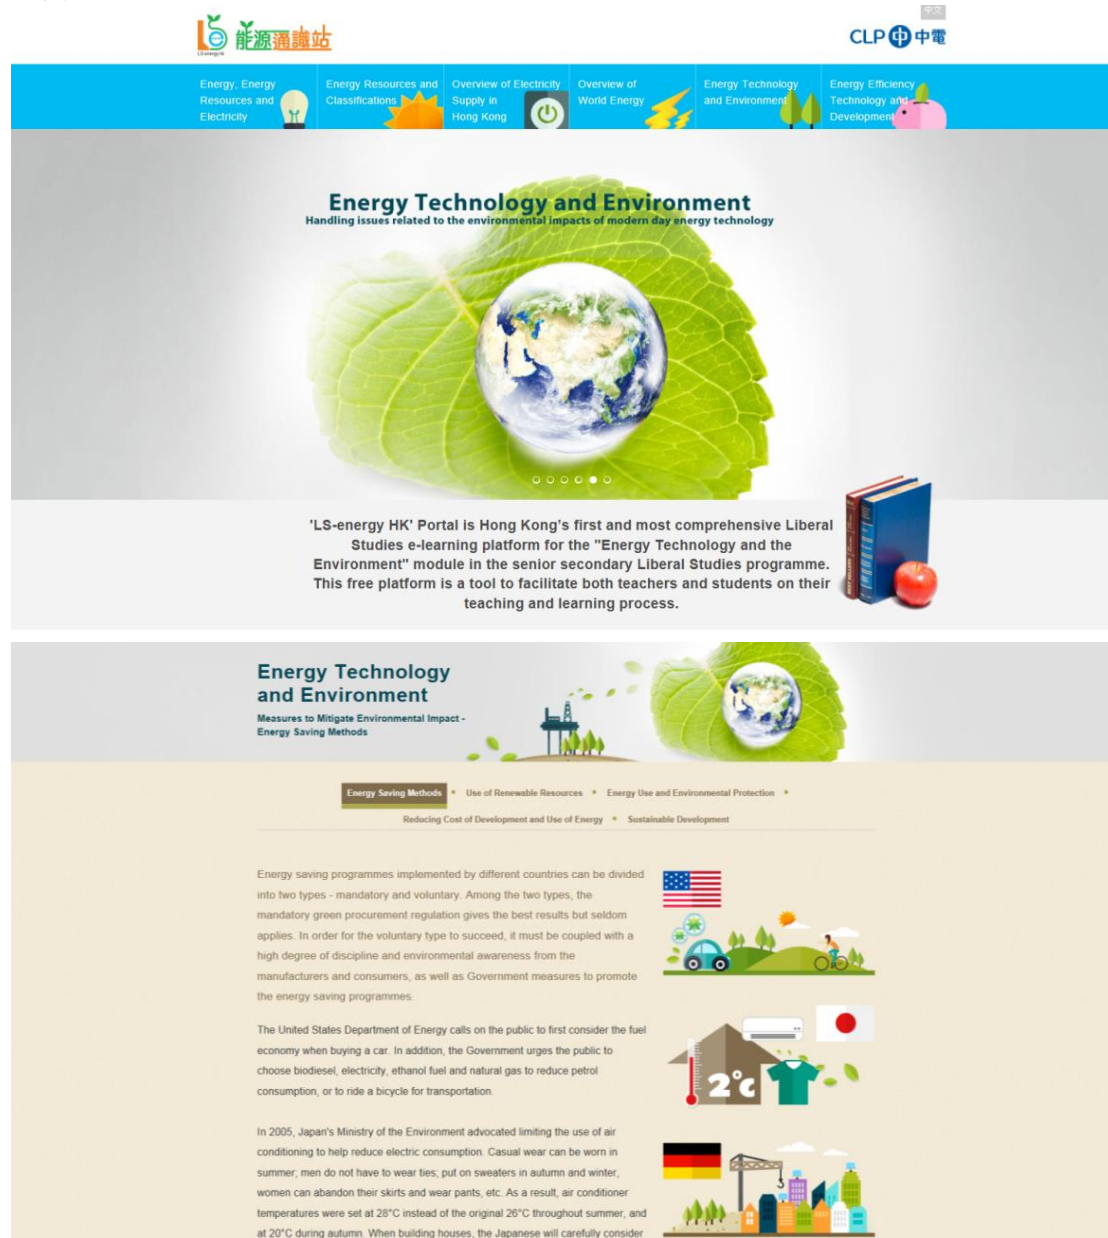 中文
LSenergy.hk
能源通識站
CLP 中電
Energy, Energy
Resources and
Electricity
Energy Resources and
Classifications
Overview of Electricity
Supply in
Hong Kong
Overview of
World Energy
Energy Technology
and Environment
Energy Efficiency
Technology and
Development
Energy Technology and Environment
Handling issues related to the environmental impacts of modern day energy technology
'LS-energy HK' Portal is Hong Kong's first and most comprehensive Liberal
Studies e-learning platform for the "Energy Technology and the
Environment" module in the senior secondary Liberal Studies programme.
This free platform is a tool to facilitate both teachers and students on their
teaching and learning process.
Energy Technology
and Environment
Measures to Mitigate Environmental Impact -
Energy Saving Methods
Energy Saving Methods • Use of Renewable Resources • Energy Use and Environmental Protection •
Reducing Cost of Development and Use of Energy • Sustainable Development
Energy saving programmes implemented by different countries can be divided
into two types - mandatory and voluntary. Among the two types, the
mandatory green procurement regulation gives the best results but seldom
applies. In order for the voluntary type to succeed, it must be coupled with a
high degree of discipline and environmental awareness from the
manufacturers and consumers, as well as Government measures to promote
the energy saving programmes.
The United States Department of Energy calls on the public to first consider the fuel
economy when buying a car. In addition, the Government urges the public to
choose biodiesel, electricity, ethanol fuel and natural gas to reduce petrol
consumption, or to ride a bicycle for transportation.
2°c
In 2005, Japan's Ministry of the Environment advocated limiting the use of air
conditioning to help reduce electric consumption. Casual wear can be worn in
summer; men do not have to wear ties; put on sweaters in autumn and winter,
women can abandon their skirts and wear pants, etc. As a result, air conditioner
temperatures were set at 28°C instead of the original 26°C throughout summer, and
at 20°C during autumn. When building houses, the Japanese will carefully consider